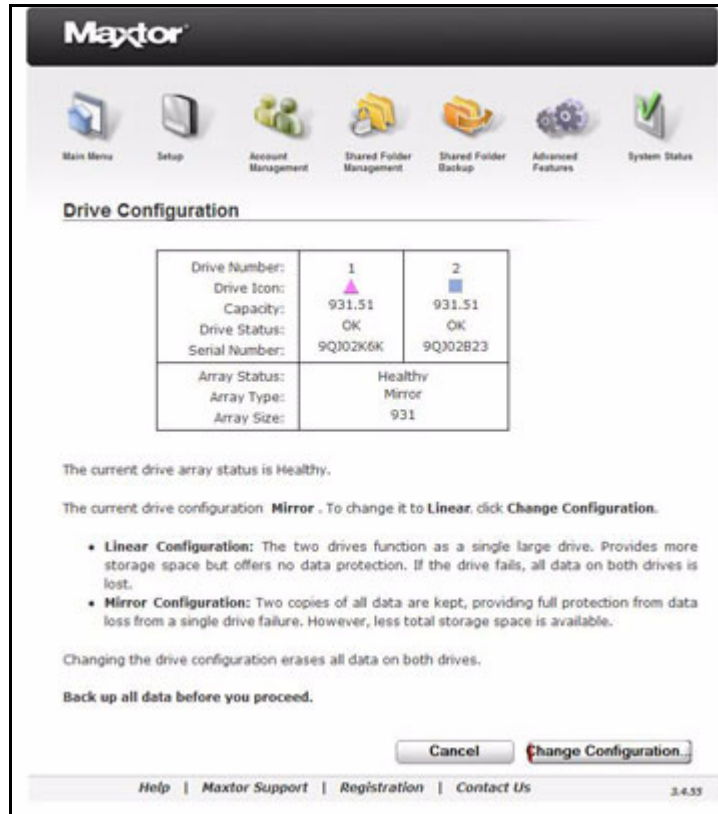 Maxtor
Main Menu
Setup
Account Management
Shared Folder Management
Shared Folder Backup
Advanced Features
System Status
Drive Configuration
Drive Number: 1 2
Drive Icon:
Capacity: 931.51 931.51
Drive Status: OK OK
Serial Number: 9QJ02K6K 9QJ02B23
Array Status: Healthy
Array Type: Mirror
Array Size: 931
The current drive array status is Healthy.
The current drive configuration Mirror . To change it to Linear, click Change Configuration.
• Linear Configuration: The two drives function as a single large drive. Provides more
storage space but offers no data protection. If the drive fails, all data on both drives is
lost.
• Mirror Configuration: Two copies of all data are kept, providing full protection from data
loss from a single drive failure. However, less total storage space is available.
Changing the drive configuration erases all data on both drives.
Back up all data before you proceed.
Cancel
Change Configuration...
Help | Maxtor Support | Registration | Contact Us
3.4.55